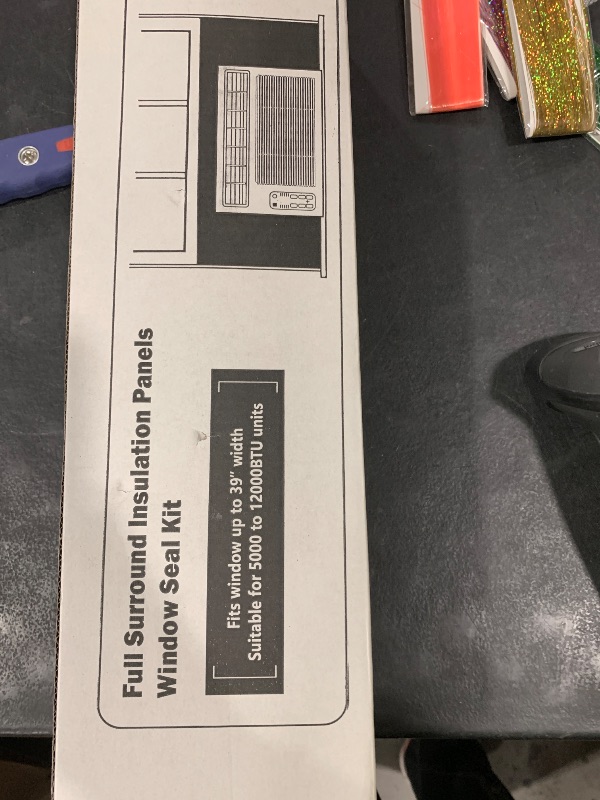 Full Surround Insulation Panels
Window Seal Kit
Fits window up to 39" width
Suitable for 5000 to 12000BTU units